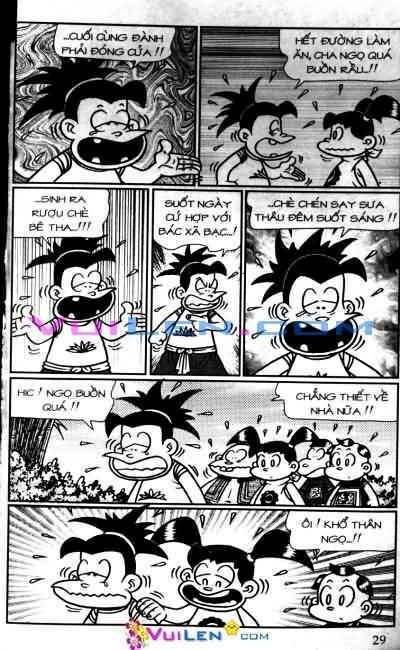 ...CUỐI CÙNG ĐÀNH
PHẢI ĐÓNG CỬA !!
HẾT ĐƯỜNG LÀM
ĂN, CHA NGỌ QUÁ
BUỒN RẦU..!!
...SINH RA
RƯỢU CHÈ
BÊ THA..!!!
SUỐT NGÀY
CỨ HỢP VỚI
BÁC XÃ BẠC...!
...CHÈ CHÉN SAY SƯA
THÂU ĐÊM SUỐT SÁNG !!
VUILEN.COM
HIC ! NGỌ BUỒN
QUÁ !!
CHẲNG THIẾT VỀ
NHÀ NỮA !!
ÔI ! KHỔ THÂN
NGỌ...!!
VUILEN.COM
29